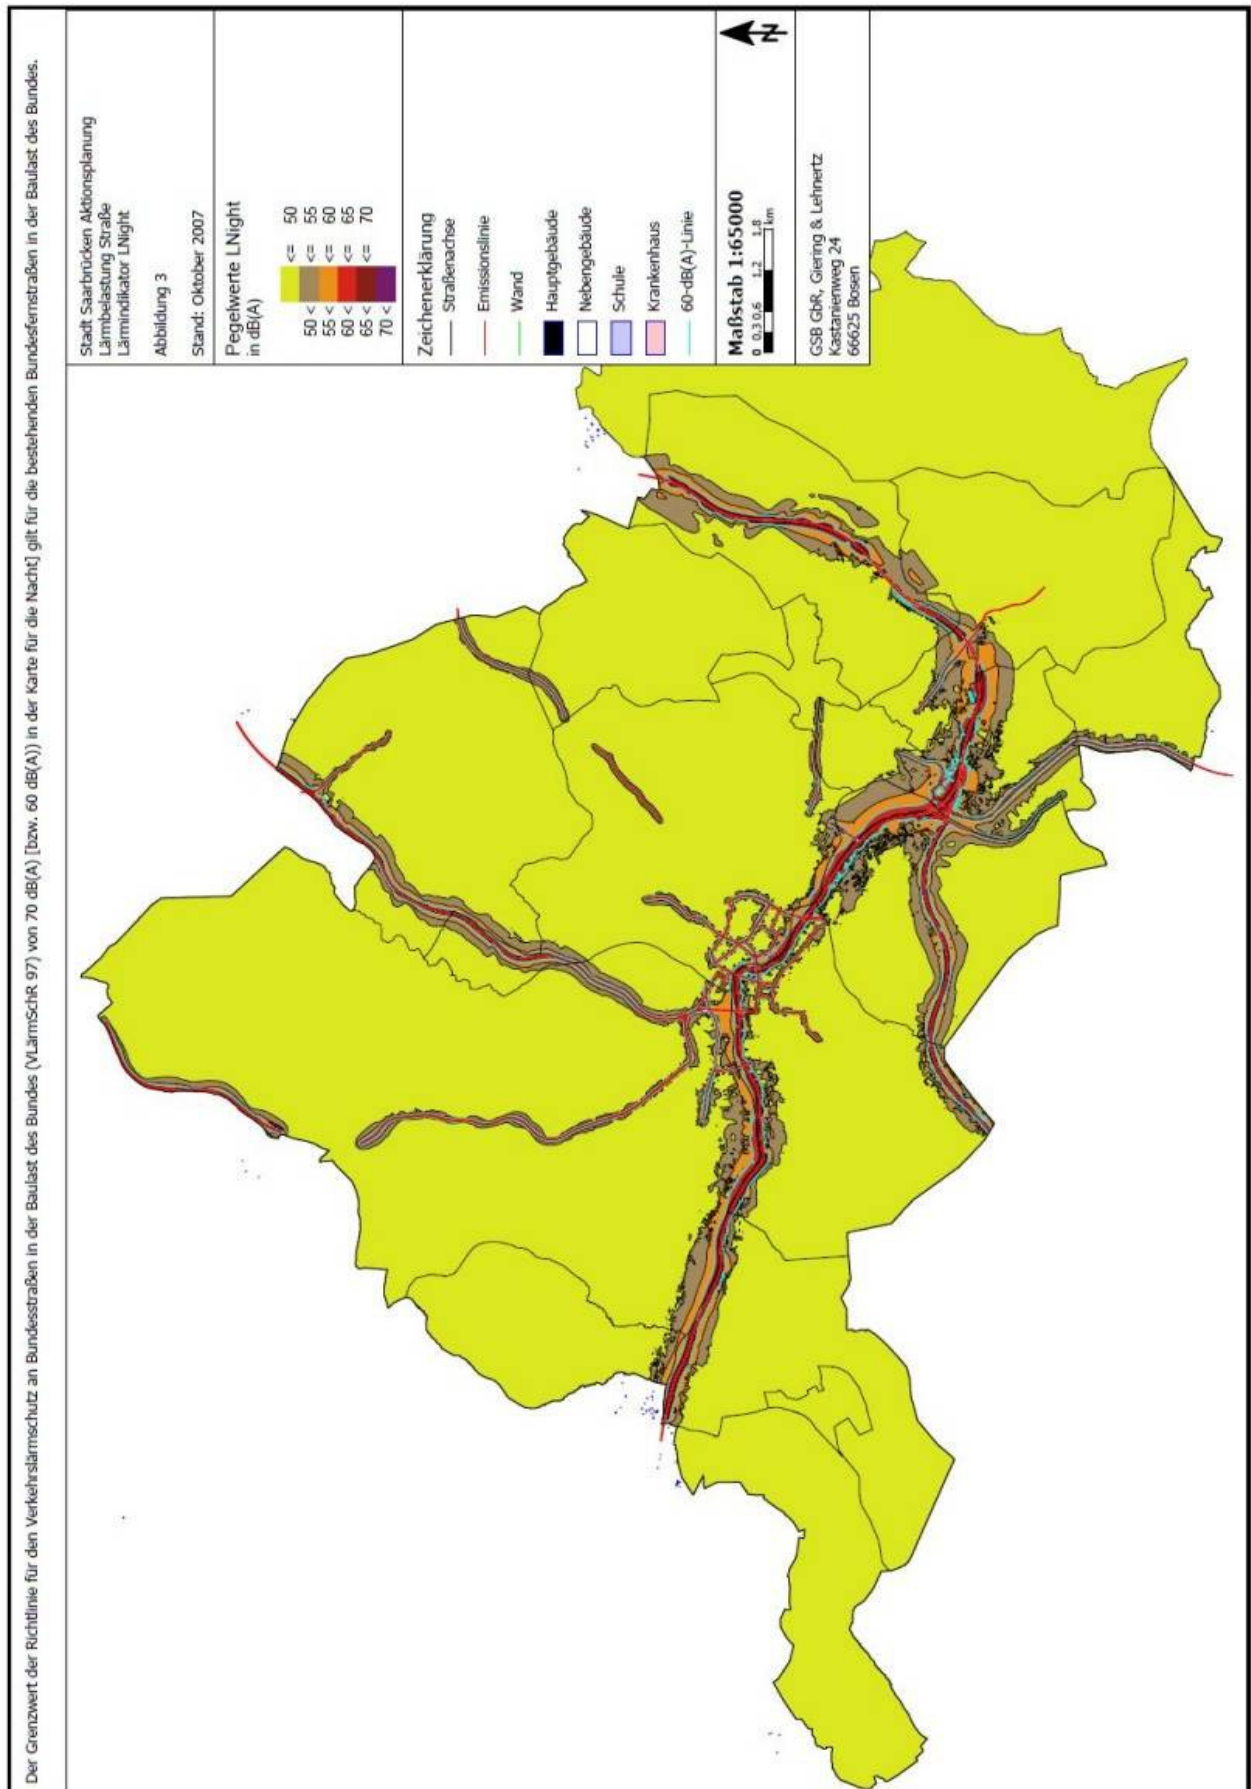 Der Grenzwert der Richtlinie für den Verkehrslärmschutz an Bundesstraßen in der Baulast des Bundes (VLärmSchR 97) von 70 dB(A) [bzw. 60 dB(A)) in der Karte für die Nacht] gilt für die bestehenden Bundesfernstraßen in der Baulast des Bundes.
Stadt Saarbrücken Aktionsplanung
Lärmbelastung Straße
Lärmindikator LNight
Abbildung 3
Stand: Oktober 2007
Pegelwerte LNight
in dB(A)
<= 50
50 < <= 55
55 < <= 60
60 < <= 65
65 < <= 70
70 <
Zeichenerklärung
Straßenachse
Emissionslinie
Wand
Hauptgebäude
Nebengebäude
Schule
Krankenhaus
60-dB(A)-Linie
N
Maßstab 1:65000
0 0,3 0,6 1,2 1,8
km
GSB GbR, Giering & Lehnertz
Kastanienweg 24
66625 Bosen